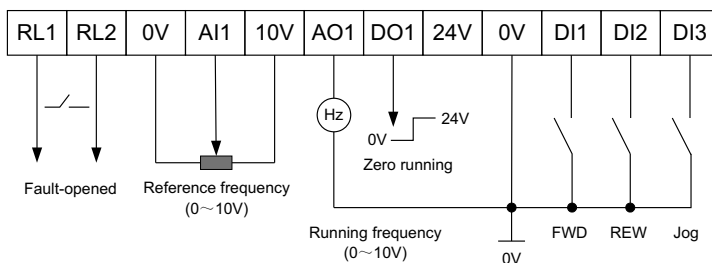 RL1 RL2 0V AI1 10V AO1 DO1 24V 0V DI1 DI2 DI3
Hz
0V 24V
Zero running
Fault-opened
Reference frequency
(0～10V)
Running frequency
(0～10V)
0V
FWD REW Jog